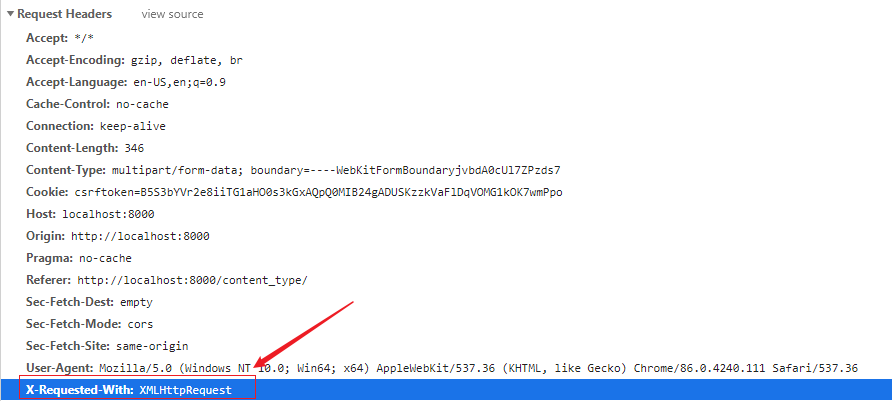 Request Headers view source
Accept: */*
Accept-Encoding: gzip, deflate, br
Accept-Language: en-US,en;q=0.9
Cache-Control: no-cache
Connection: keep-alive
Content-Length: 346
Content-Type: multipart/form-data; boundary=----WebKitFormBoundaryjvbdA0cUl7ZPzds7
Cookie: csrftoken=B5S3bYVr2e8iiTG1aHO0s3kGxAQpQ0MIB24gADUSKzzkVaFlDqVOMG1kOK7wmPpo
Host: localhost:8000
Origin: http://localhost:8000
Pragma: no-cache
Referer: http://localhost:8000/content_type/
Sec-Fetch-Dest: empty
Sec-Fetch-Mode: cors
Sec-Fetch-Site: same-origin
User-Agent: Mozilla/5.0 (Windows NT 10.0; Win64; x64) AppleWebKit/537.36 (KHTML, like Gecko) Chrome/86.0.4240.111 Safari/537.36
X-Requested-With: XMLHttpRequest